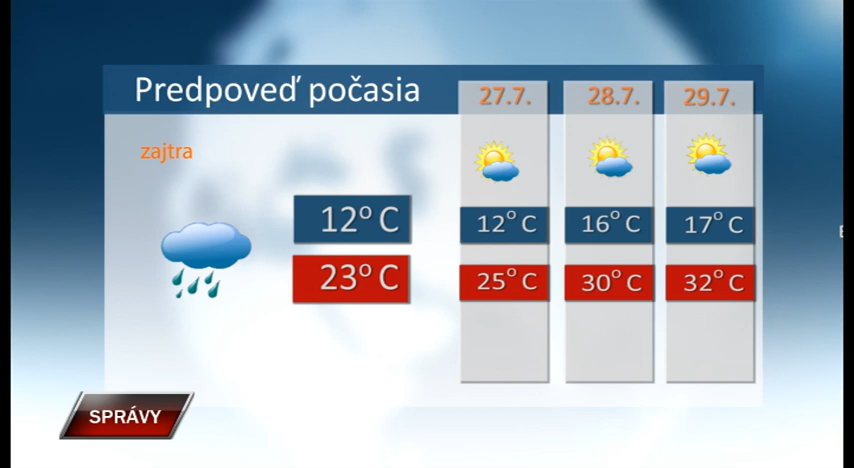 Predpoveď počasia
zajtra
12° C
23° C
27.7.
12° C
25° C
28.7.
16° C
30° C
29.7.
17° C
32° C
SPRÁVY